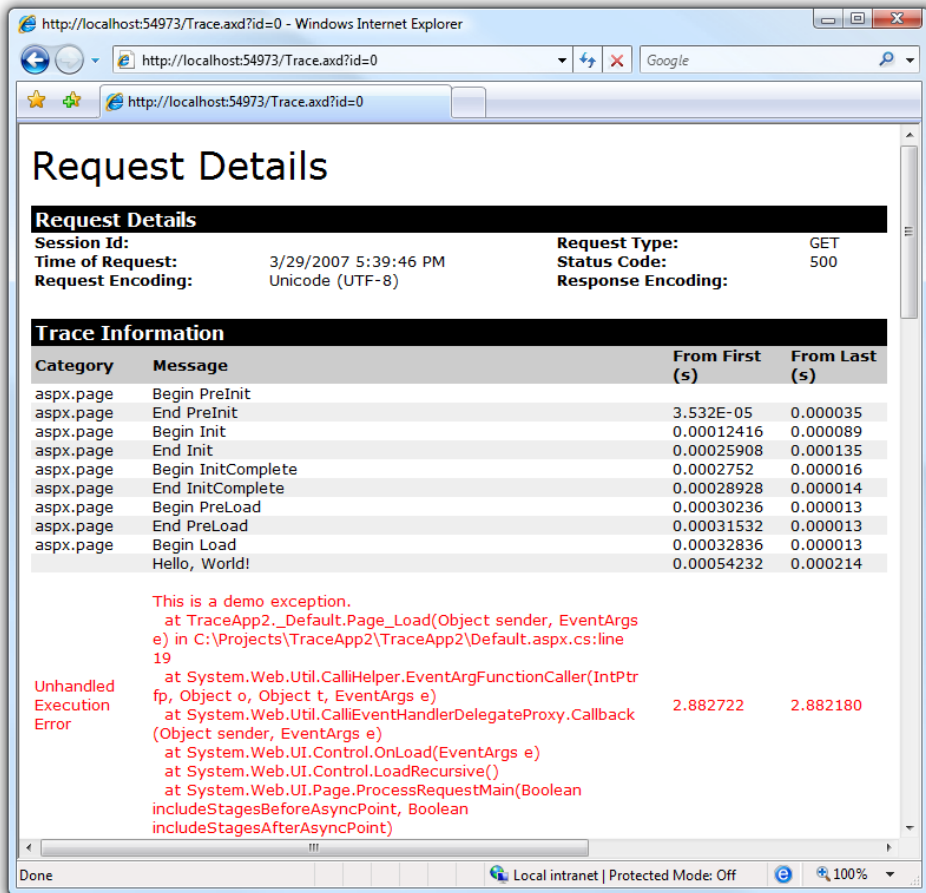 http://localhost:54973/Trace.axd?id=0 - Windows Internet Explorer
http://localhost:54973/Trace.axd?id=0 Google
http://localhost:54973/Trace.axd?id=0
Request Details
Request Details
Session Id: Request Type: GET
Time of Request: 3/29/2007 5:39:46 PM Status Code: 500
Request Encoding: Unicode (UTF-8) Response Encoding:
Trace Information
Category Message From First (s) From Last (s)
aspx.page Begin PreInit
aspx.page End PreInit 3.532E-05 0.000035
aspx.page Begin Init 0.00012416 0.000089
aspx.page End Init 0.00025908 0.000135
aspx.page Begin InitComplete 0.0002752 0.000016
aspx.page End InitComplete 0.00028928 0.000014
aspx.page Begin PreLoad 0.00030236 0.000013
aspx.page End PreLoad 0.00031532 0.000013
aspx.page Begin Load 0.00032836 0.000013
Hello, World! 0.00054232 0.000214
Unhandled
Execution
Error
This is a demo exception.
at TraceApp2._Default.Page_Load(Object sender, EventArgs
e) in C:\Projects\TraceApp2\TraceApp2\Default.aspx.cs:line
19
at System.Web.Util.CalliHelper.EventArgFunctionCaller(IntPtr
fp, Object o, Object t, EventArgs e)
at System.Web.Util.CalliEventHandlerDelegateProxy.Callback
(Object sender, EventArgs e)
at System.Web.UI.Control.OnLoad(EventArgs e)
at System.Web.UI.Control.LoadRecursive()
at System.Web.UI.Page.ProcessRequestMain(Boolean
includeStagesBeforeAsyncPoint, Boolean
includeStagesAfterAsyncPoint)
2.882722 2.882180
Done Local intranet | Protected Mode: Off 100%